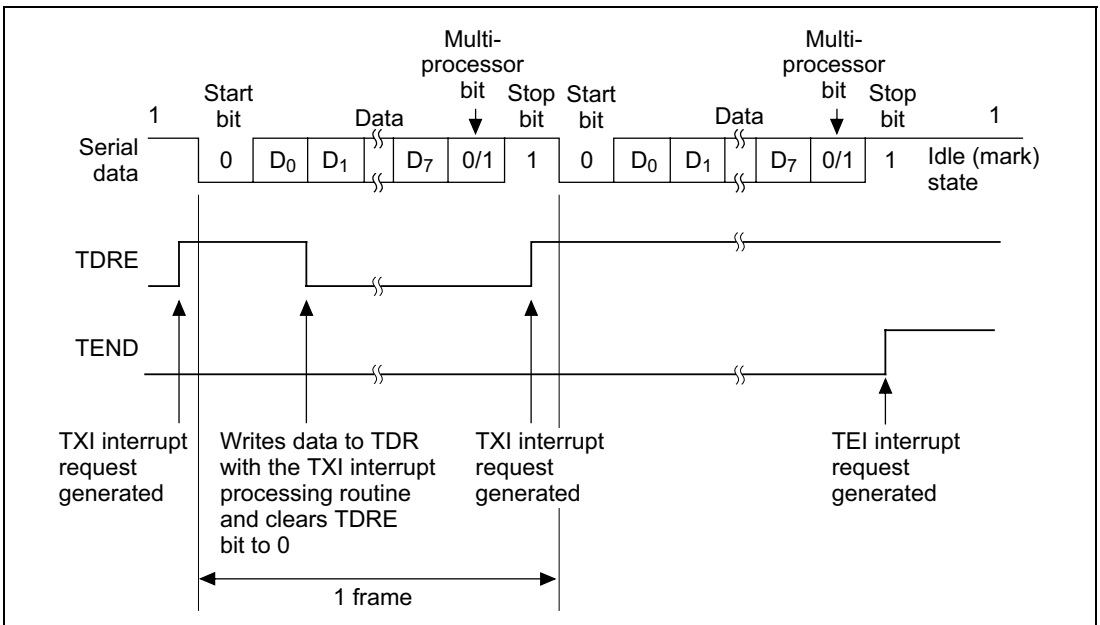 Multi-
processor
bit
Multi-
processor
bit
1
Start
bit
Data
Stop
bit
Start
bit
Data
Stop
bit
1
Serial
data
0 D0 D1 D7 0/1 1 0 D0 D1 D7 0/1 1
Idle (mark)
state
TDRE
TEND
TXI interrupt
request
generated
Writes data to TDR
with the TXI interrupt
processing routine
and clears TDRE
bit to 0
TXI interrupt
request
generated
TEI interrupt
request
generated
1 frame